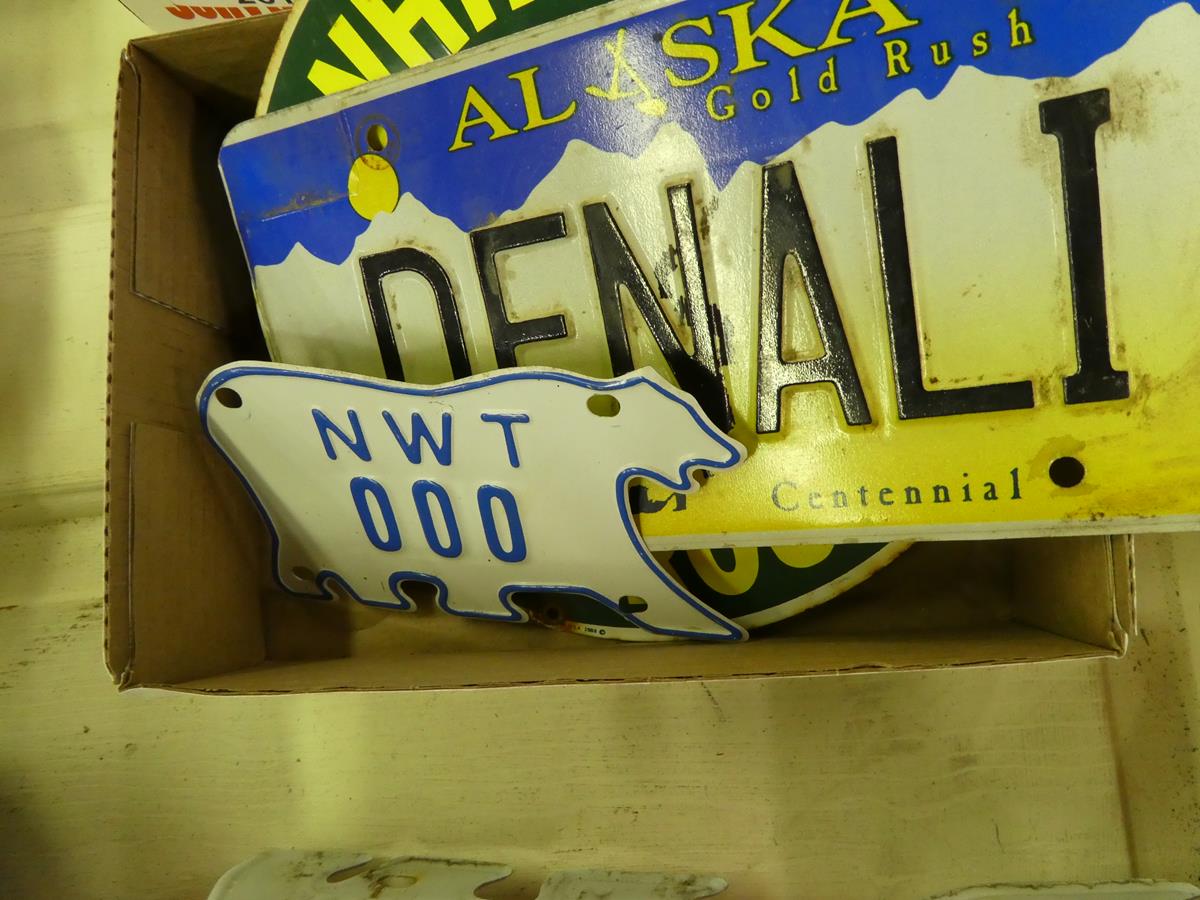 ALASKA
Gold Rush
DENALI
Centennial
NWT
000